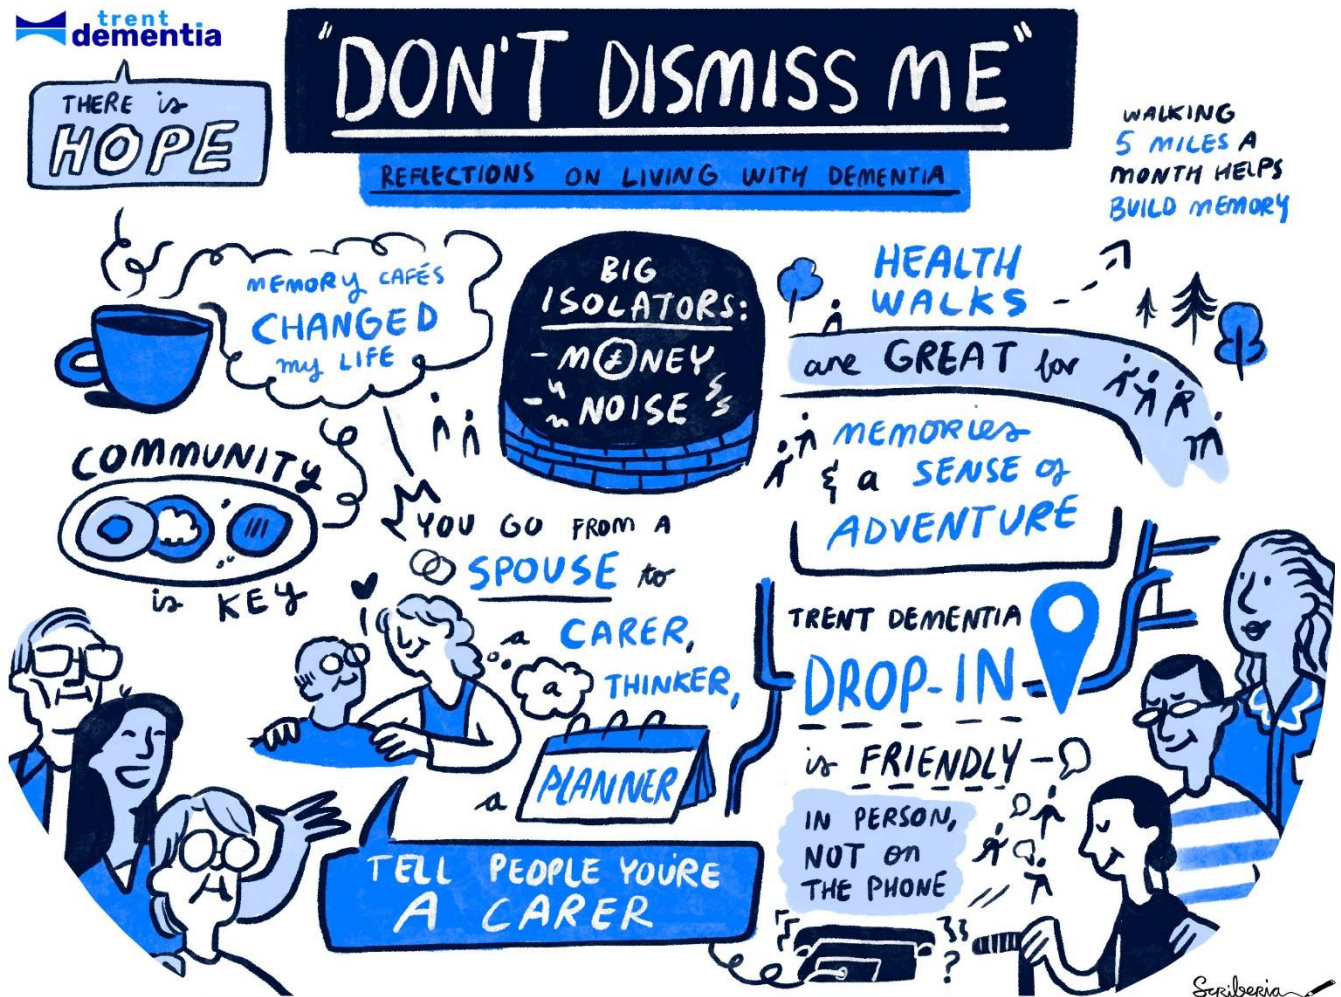 trent
dementia
THERE is
HOPE
"DON'T DISMISS ME"
REFLECTIONS ON LIVING WITH DEMENTIA
WALKING
5 MILES A
MONTH HELPS
BUILD MEMORY
MEMORY CAFÉS
CHANGED
my LIFE
BIG
ISOLATORS:
- M£NEY
- NOISE
HEALTH
WALKS
are GREAT for
MEMORIES
& a SENSE of
ADVENTURE
COMMUNITY
is KEY
YOU GO FROM A
SPOUSE to
a CARER,
a THINKER,
a PLANNER
TELL PEOPLE YOU'RE
A CARER
TRENT DEMENTIA
DROP-IN
is FRIENDLY
IN PERSON,
NOT on
THE PHONE
?
Scriberia